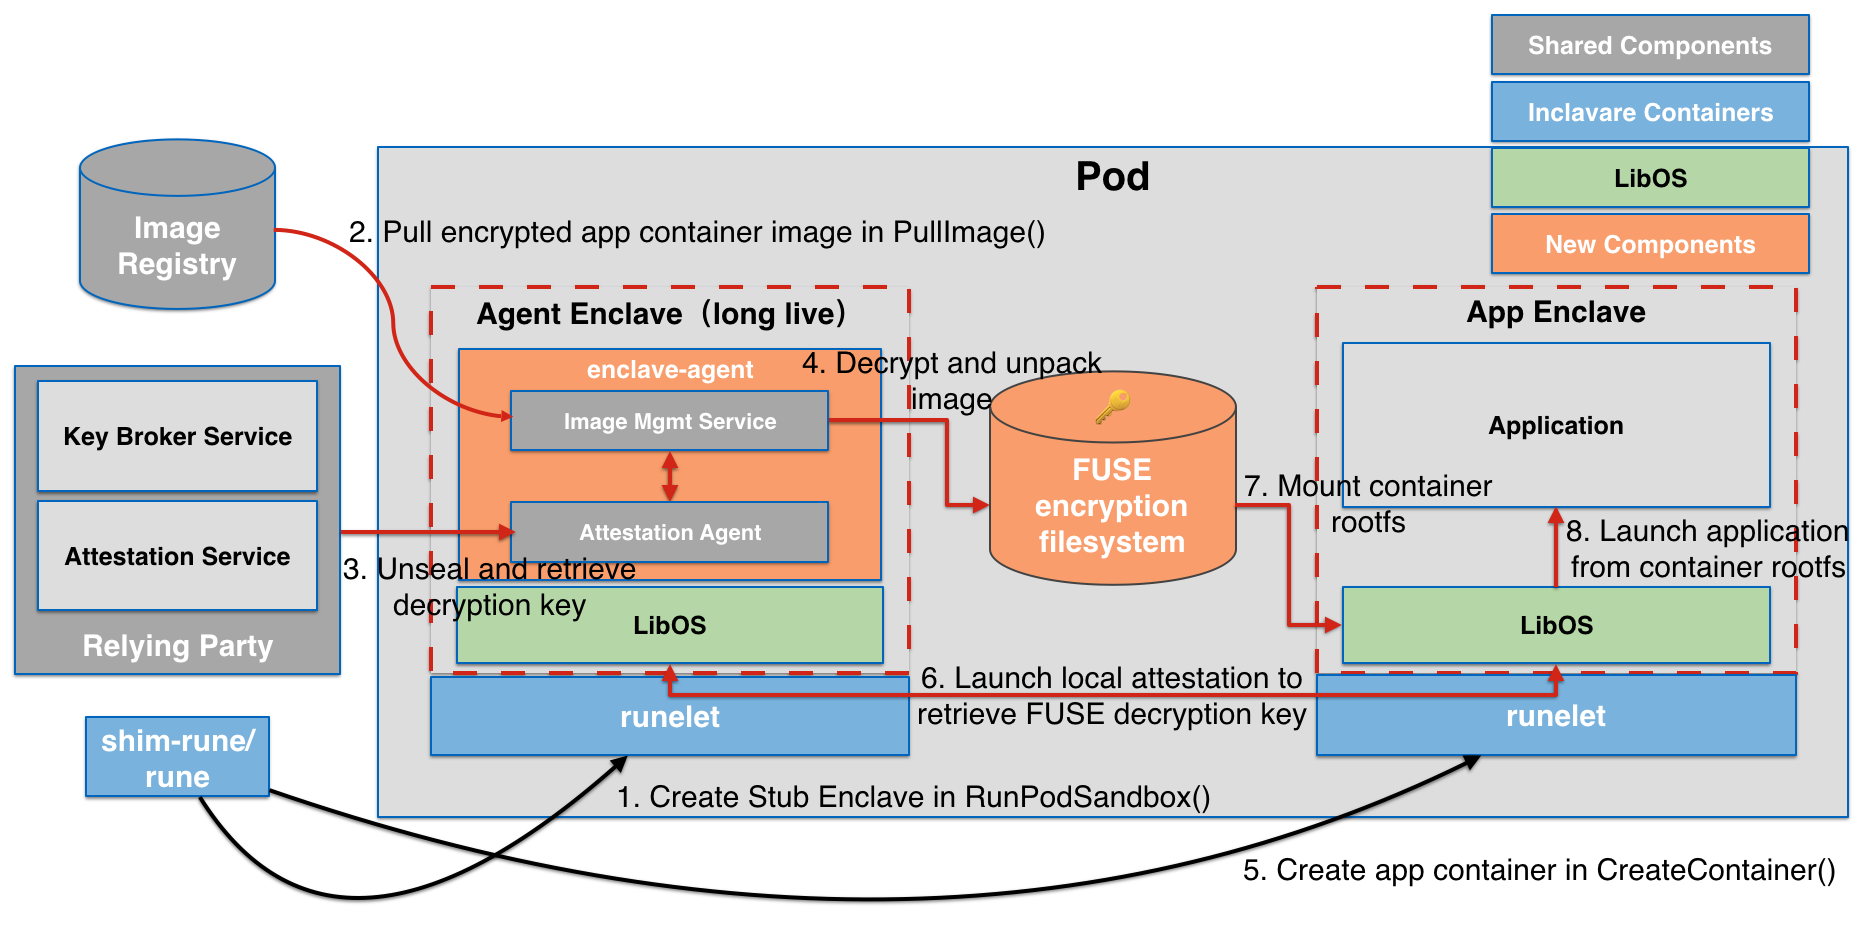 Shared Components
Inclavare Containers
LibOS
New Components
Pod
Image
Registry
2. Pull encrypted app container image in PullImage()
Agent Enclave（long live）
enclave-agent
Image Mgmt Service
Attestation Agent
LibOS
runelet
Key Broker Service
Attestation Service
Relying Party
3. Unseal and retrieve
decryption key
4. Decrypt and unpack
image
FUSE
encryption
filesystem
App Enclave
Application
7. Mount container
rootfs
8. Launch application
from container rootfs
LibOS
runelet
6. Launch local attestation to
retrieve FUSE decryption key
shim-rune/
rune
1. Create Stub Enclave in RunPodSandbox()
5. Create app container in CreateContainer()